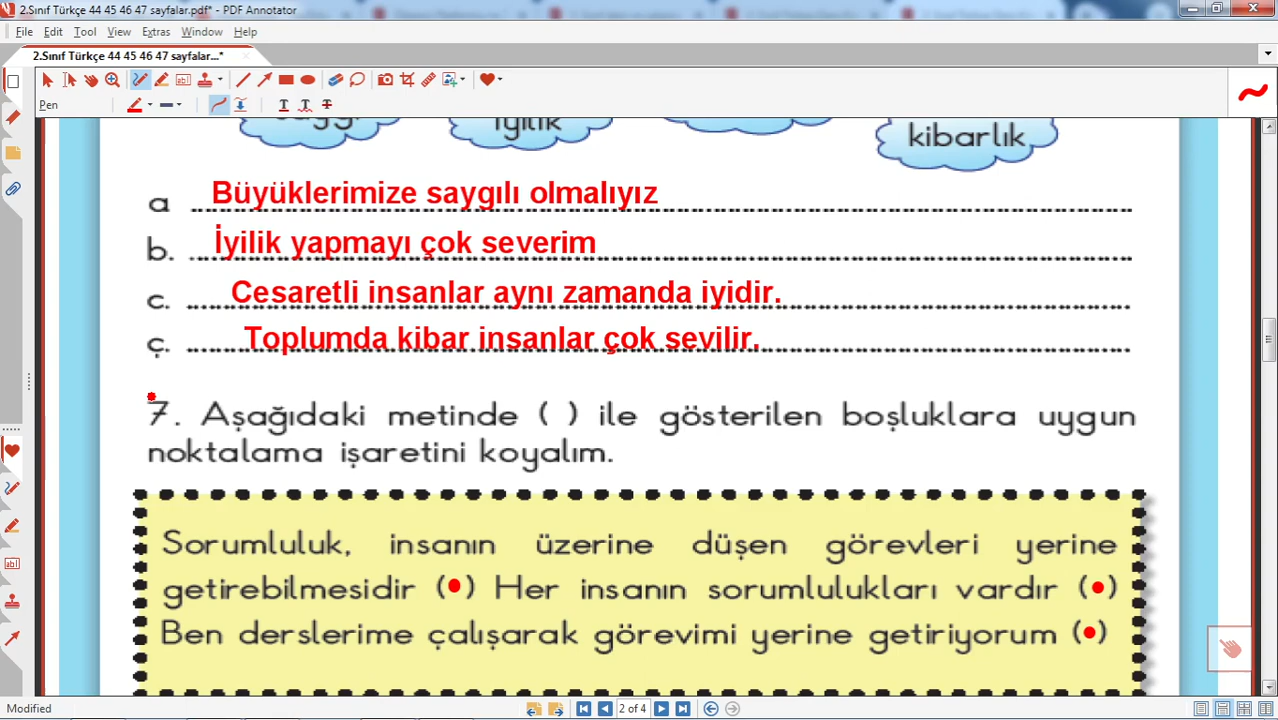 2.Sınıf Türkçe 44 45 46 47 sayfalar.pdf* - PDF Annotator
File Edit Tool View Extras Window Help
2.Sınıf Türkçe 44 45 46 47 sayfalar...*
Pen
iyilik
kibarlık
a Büyüklerimize saygılı olmalıyız
b. İyilik yapmayı çok severim
c. Cesaretli insanlar aynı zamanda iyidir.
ç. Toplumda kibar insanlar çok sevilir.
7. Aşağıdaki metinde ( ) ile gösterilen boşluklara uygun
noktalama işaretini koyalım.
Sorumluluk, insanın üzerine düşen görevleri yerine
getirebilmesidir (.) Her insanın sorumlulukları vardır (.)
Ben derslerime çalışarak görevimi yerine getiriyorum (.)
Modified 2 of 4